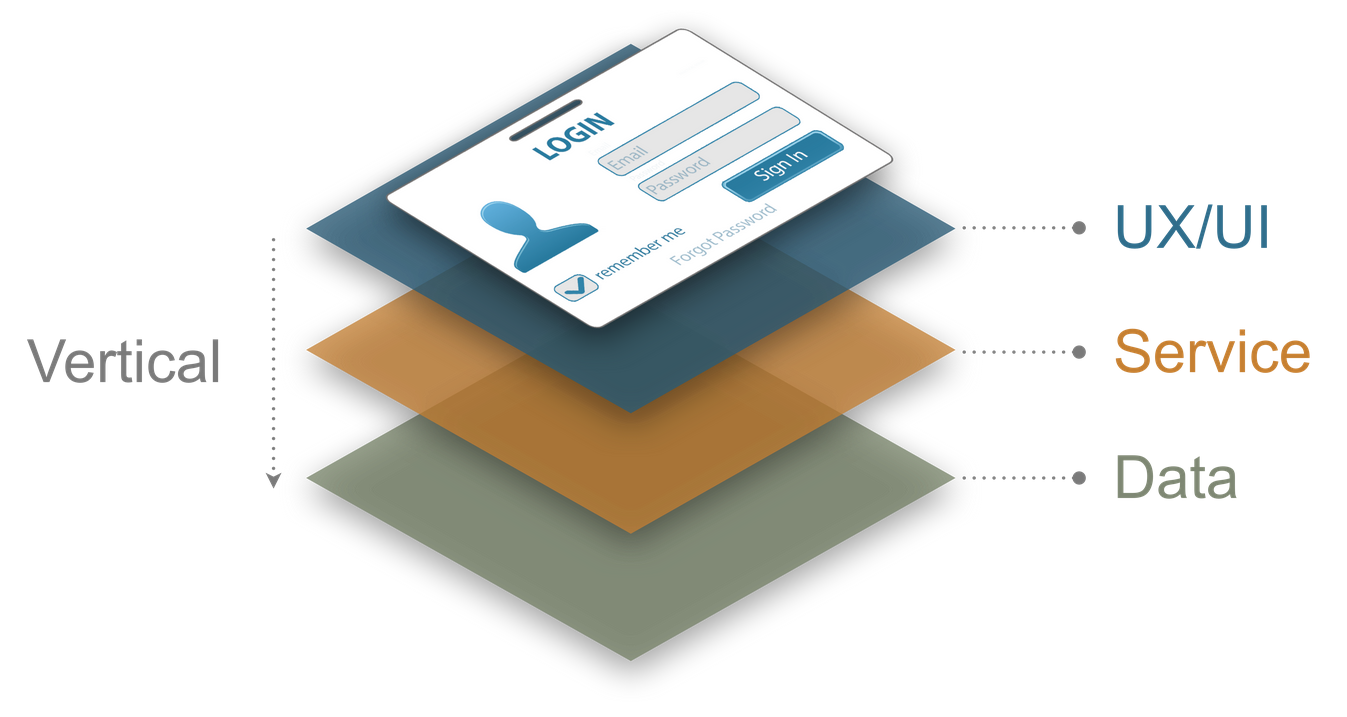 LOGIN
Email
Password
Sign In
remember me
Forgot Password
UX/UI
Vertical
Service
Data